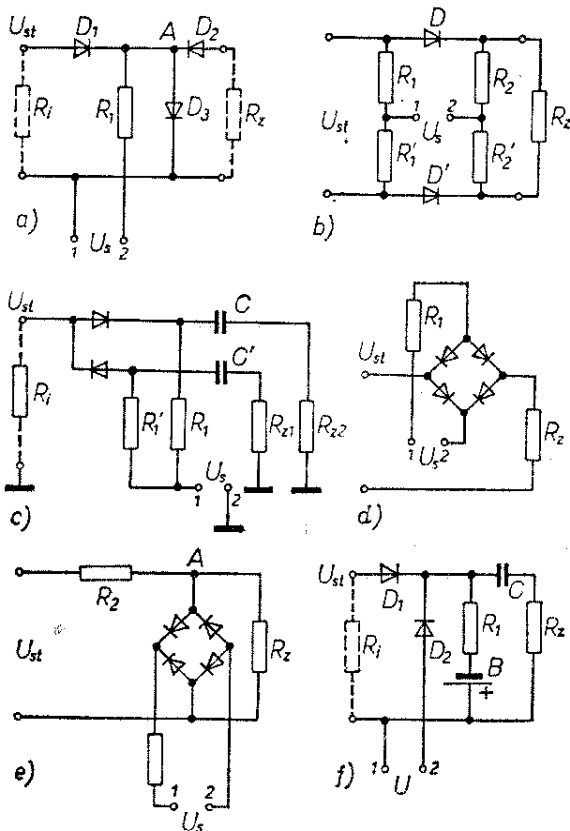 U_st D_1 A D_2
R_i R_1 D_3 R_z
a) 1 U_s 2
D
R_1 R_2
U_st 1 U_s 2 R_z
R_1' R_2'
D'
b)
U_st C
C'
R_i R_1' R_1 R_z1 R_z2
U_s
1 2
c)
R_1
U_st
1 U_s 2 R_z
d)
A
R_2
U_st R_z
1 2
U_s
e)
U_st D_1 C
R_i D_2 R_1 R_z
B
+
1 U 2
f)